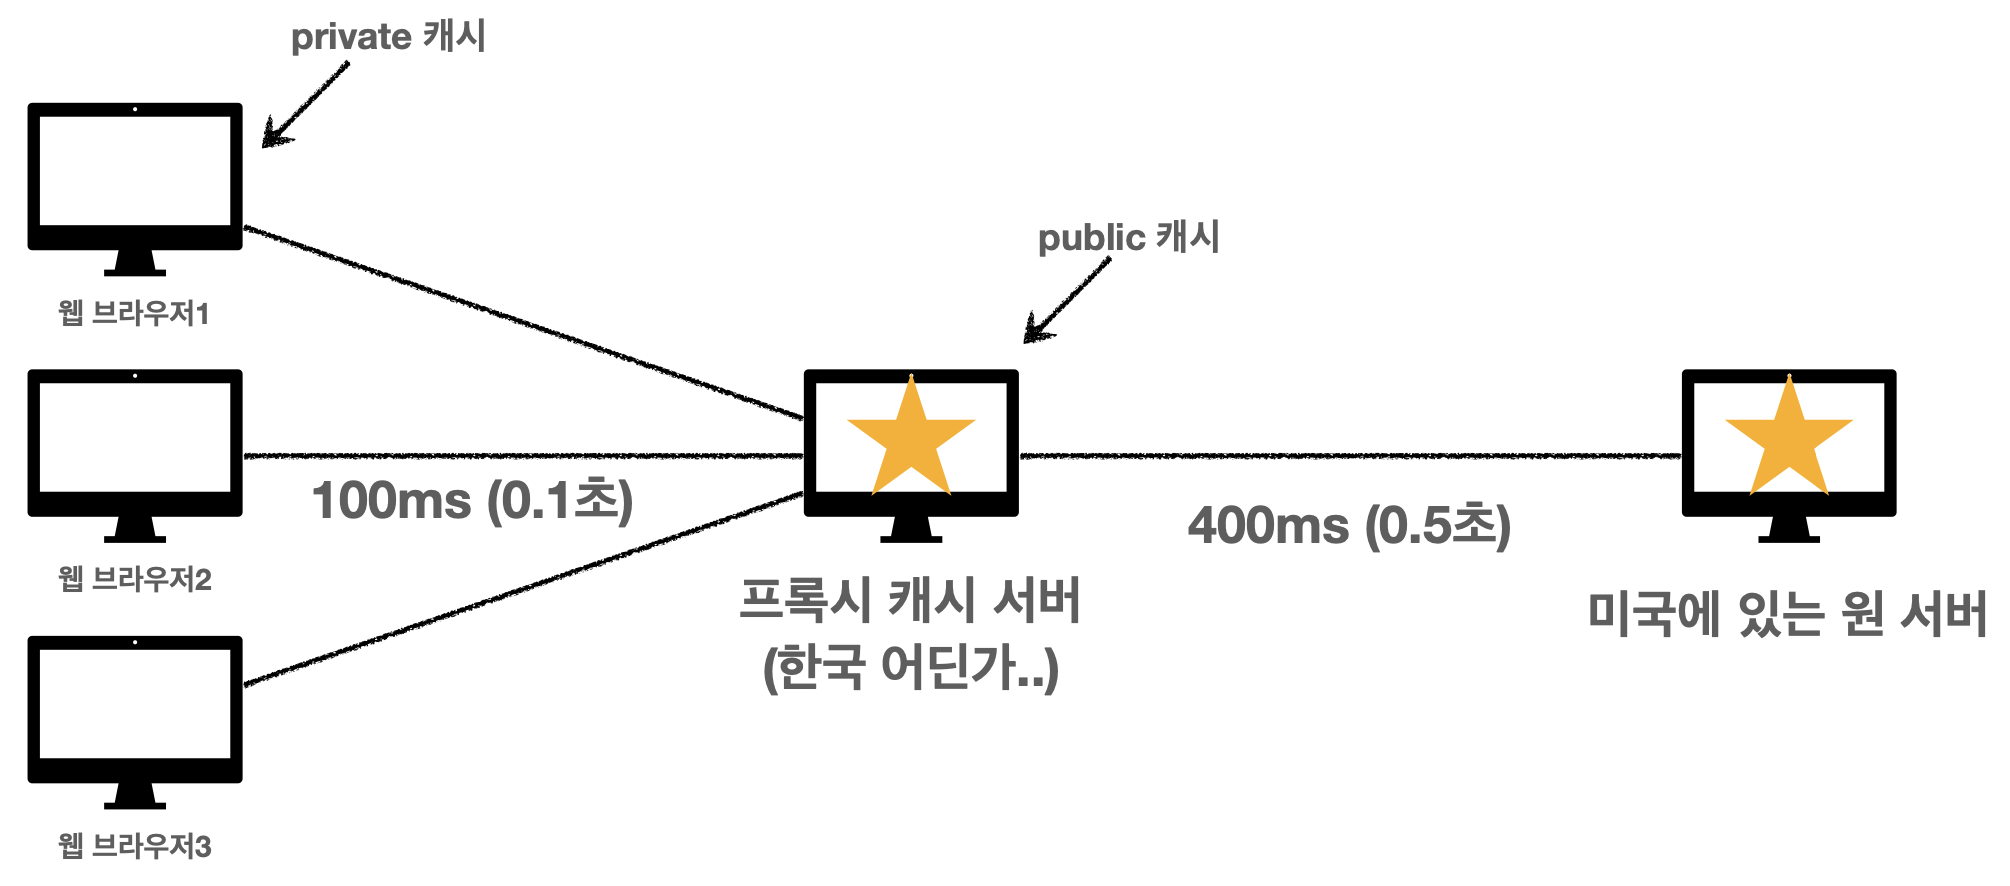 private 캐시
public 캐시
웹 브라우저1
100ms (0.1초)
400ms (0.5초)
웹 브라우저2
프록시 캐시 서버
(한국 어딘가..)
미국에 있는 원 서버
웹 브라우저3